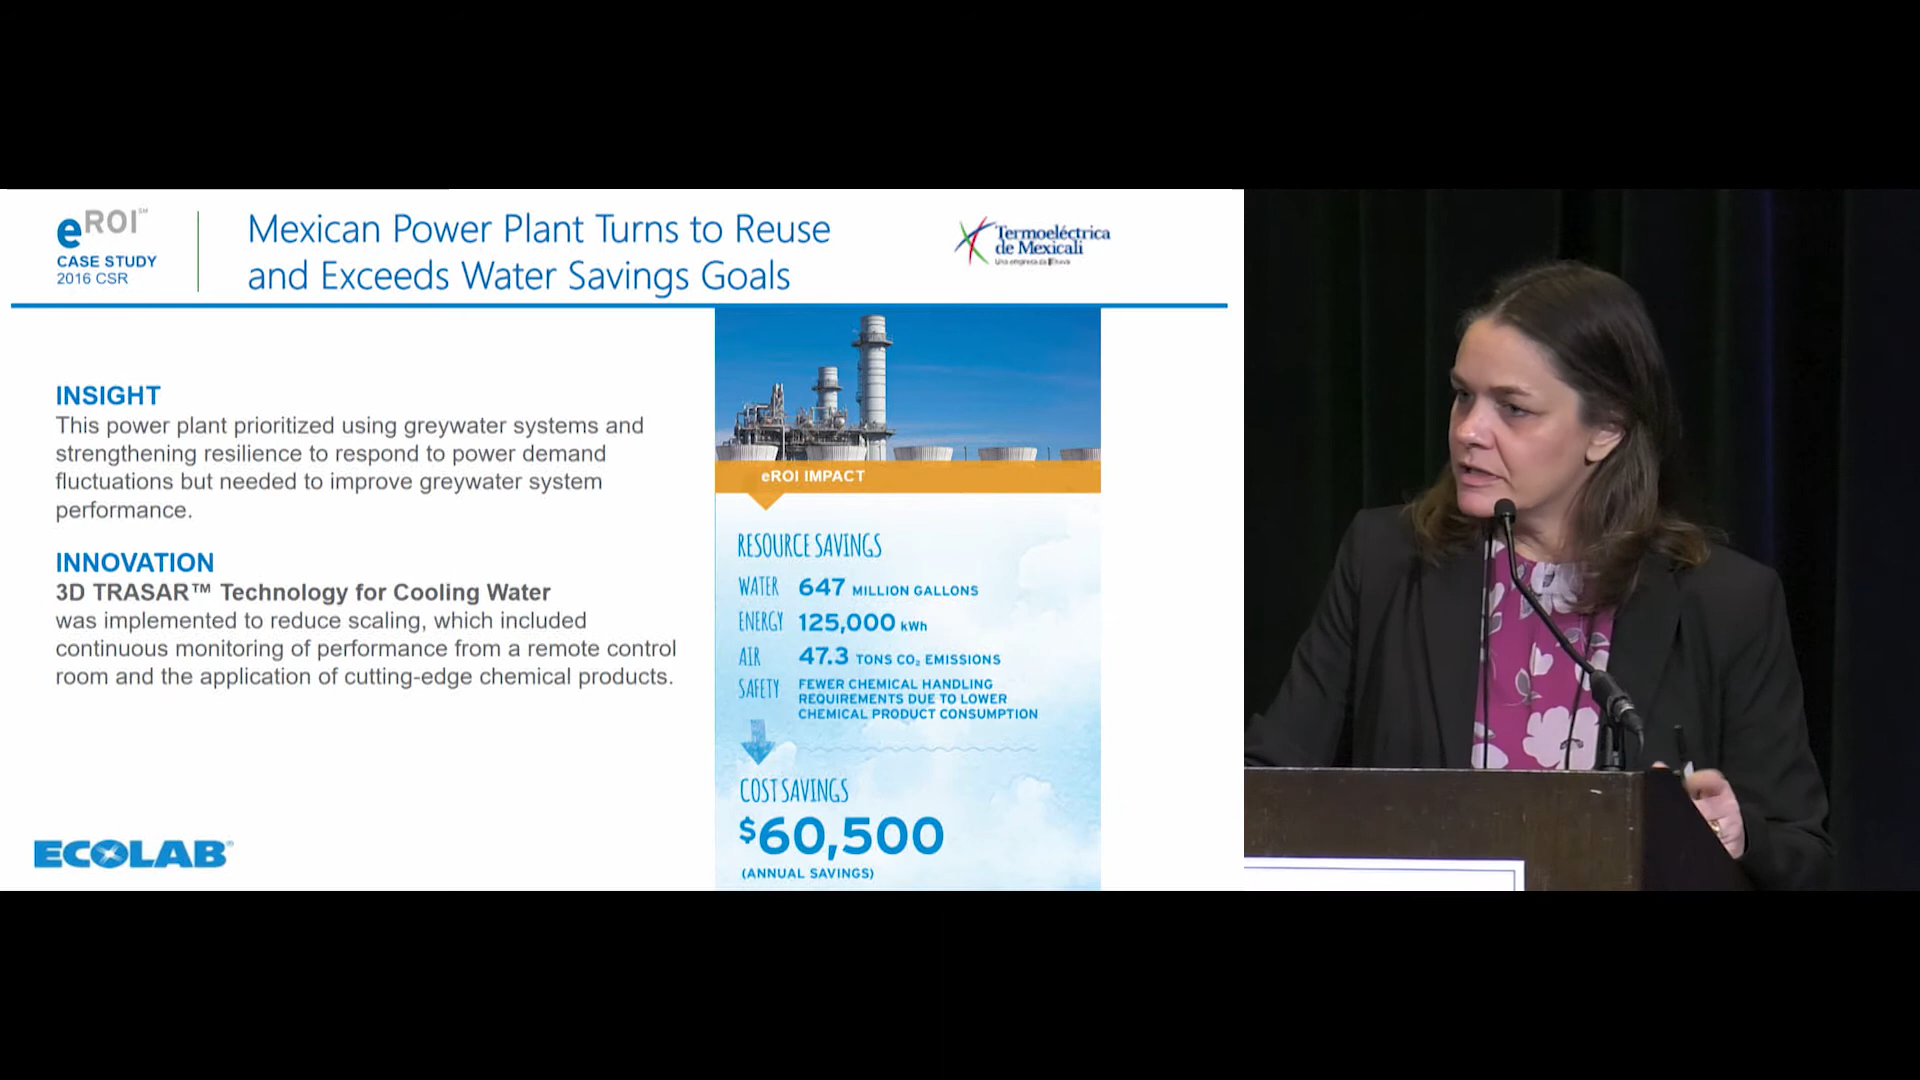 eROI℠
CASE STUDY
2016 CSR
Mexican Power Plant Turns to Reuse
and Exceeds Water Savings Goals
Termoeléctrica
de Mexicali
INSIGHT
This power plant prioritized using greywater systems and
strengthening resilience to respond to power demand
fluctuations but needed to improve greywater system
performance.
INNOVATION
3D TRASAR™ Technology for Cooling Water
was implemented to reduce scaling, which included
continuous monitoring of performance from a remote control
room and the application of cutting-edge chemical products.
ECOLAB®
eROI IMPACT
RESOURCE SAVINGS
WATER 647 MILLION GALLONS
ENERGY 125,000 kWh
AIR 47.3 TONS CO₂ EMISSIONS
SAFETY FEWER CHEMICAL HANDLING
REQUIREMENTS DUE TO LOWER
CHEMICAL PRODUCT CONSUMPTION
COST SAVINGS
$60,500
(ANNUAL SAVINGS)